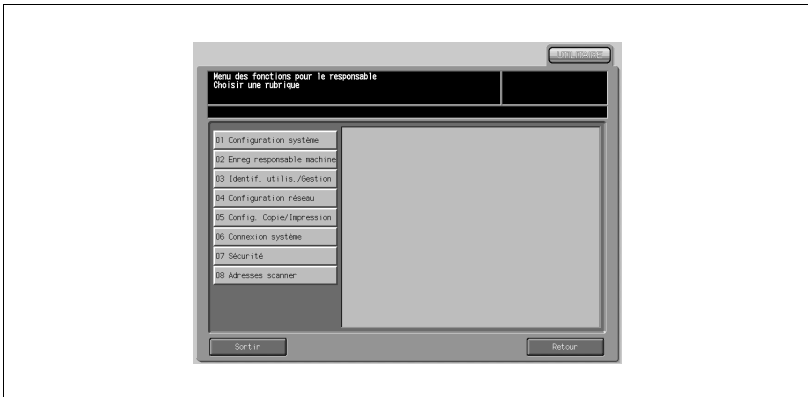 UTILITAIRE
Menu des fonctions pour le responsable
Choisir une rubrique
01 Configuration système
02 Enreg responsable machine
03 Identif. utilis./Gestion
04 Configuration réseau
05 Config. Copie/Impression
06 Connexion système
07 Sécurité
08 Adresses scanner
Sortir
Retour